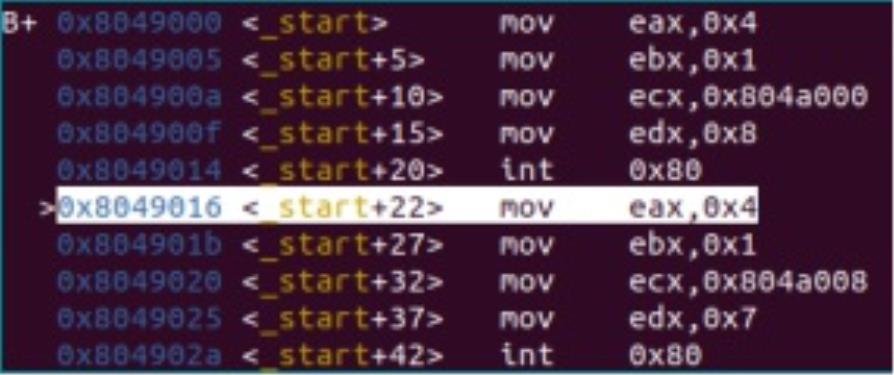 B+ 0x8049000 <_start> mov eax,0x4
0x8049005 <_start+5> mov ebx,0x1
0x804900a <_start+10> mov ecx,0x804a000
0x804900f <_start+15> mov edx,0x8
0x8049014 <_start+20> int 0x80
>0x8049016 <_start+22> mov eax,0x4
0x804901b <_start+27> mov ebx,0x1
0x8049020 <_start+32> mov ecx,0x804a008
0x8049025 <_start+37> mov edx,0x7
0x804902a <_start+42> int 0x80